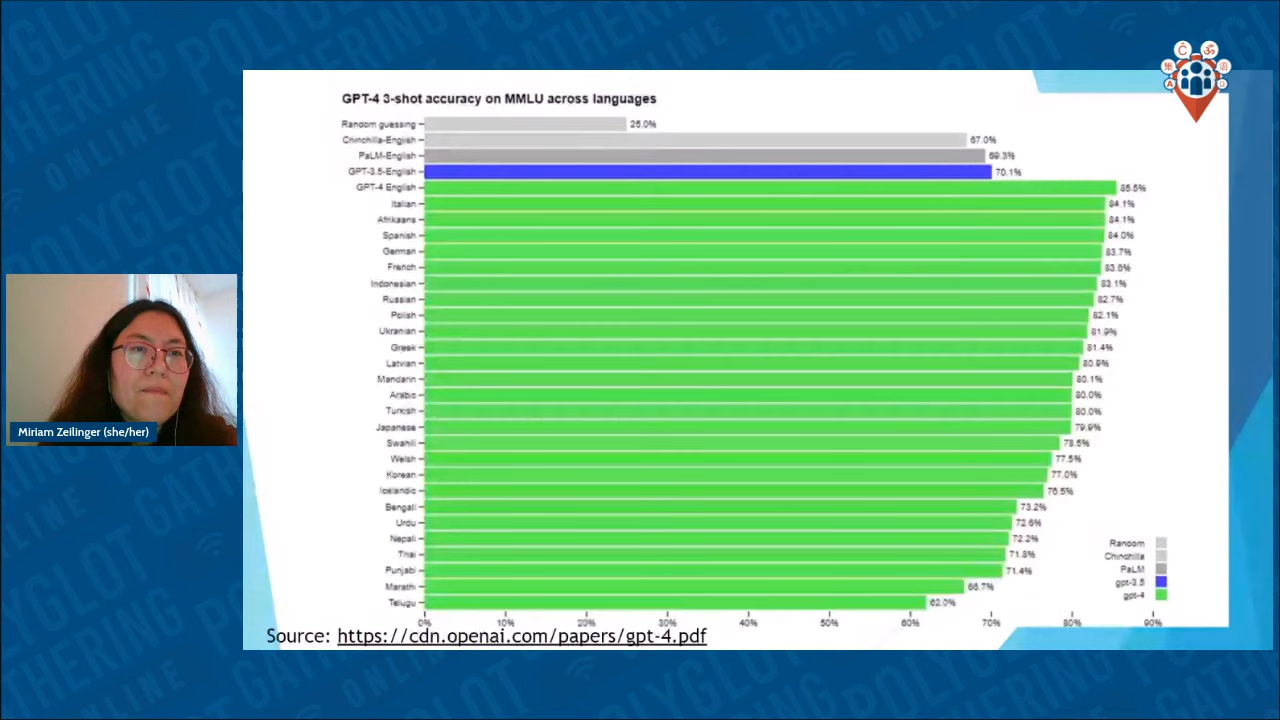 GPT-4 3-shot accuracy on MMLU across languages
Random guessing 25.0%
Chinchilla-English 67.0%
PaLM-English 69.3%
GPT-3.5-English 70.1%
GPT-4 English 85.5%
Italian 84.1%
Afrikaans 84.1%
Spanish 84.0%
German 83.7%
French 83.6%
Indonesian 83.1%
Russian 82.7%
Polish 82.1%
Ukranian 81.9%
Greek 81.4%
Latvian 80.9%
Mandarin 80.1%
Arabic 80.0%
Turkish 80.0%
Japanese 79.9%
Swahili 78.5%
Welsh 77.5%
Korean 77.0%
Icelandic 76.5%
Bengali 73.2%
Urdu 72.6%
Nepali 72.2%
Thai 71.8%
Punjabi 71.4%
Marathi 66.7%
Telugu 62.0%
0% 10% 20% 30% 40% 50% 60% 70% 80% 90%
Random
Chinchilla
PaLM
gpt-3.5
gpt-4
Source: https://cdn.openai.com/papers/gpt-4.pdf
Miriam Zeilinger (she/her)
POLYGLOT
GATHERING
ONLINE